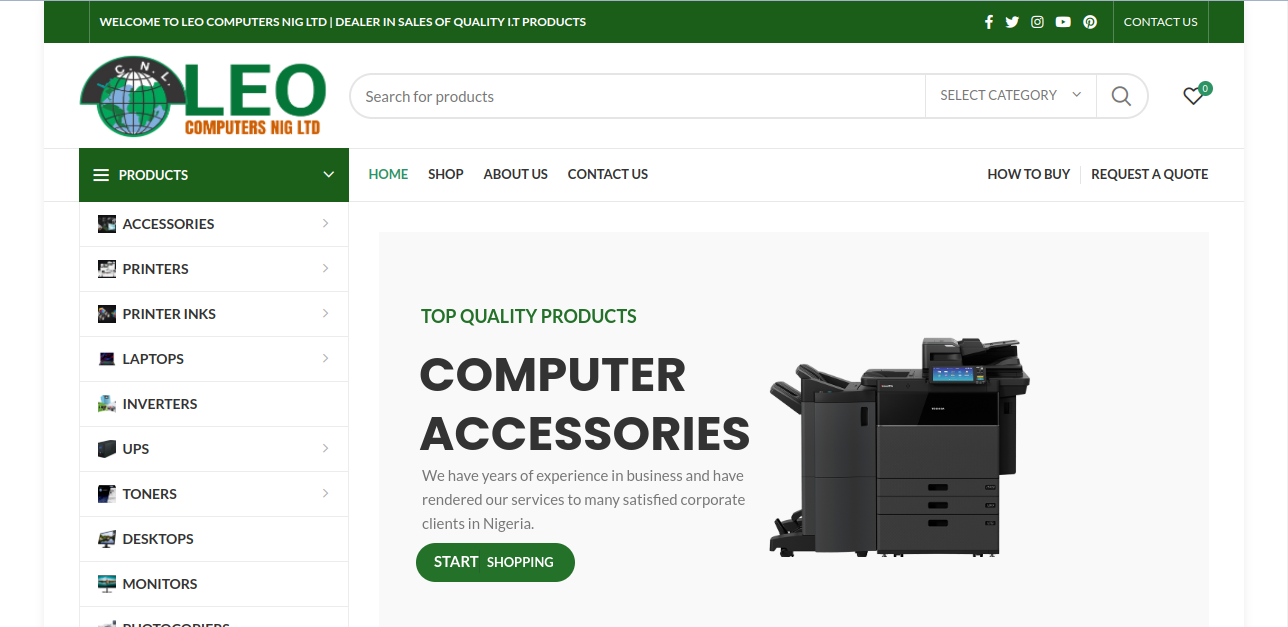 WELCOME TO LEO COMPUTERS NIG LTD | DEALER IN SALES OF QUALITY I.T PRODUCTS
CONTACT US
C. N. L.
LEO
COMPUTERS NIG LTD
Search for products
SELECT CATEGORY
0
PRODUCTS
HOME
SHOP
ABOUT US
CONTACT US
HOW TO BUY
REQUEST A QUOTE
ACCESSORIES
PRINTERS
PRINTER INKS
LAPTOPS
INVERTERS
UPS
TONERS
DESKTOPS
MONITORS
PHOTOCOPIERS
TOP QUALITY PRODUCTS
COMPUTER
ACCESSORIES
We have years of experience in business and have
rendered our services to many satisfied corporate
clients in Nigeria.
START SHOPPING